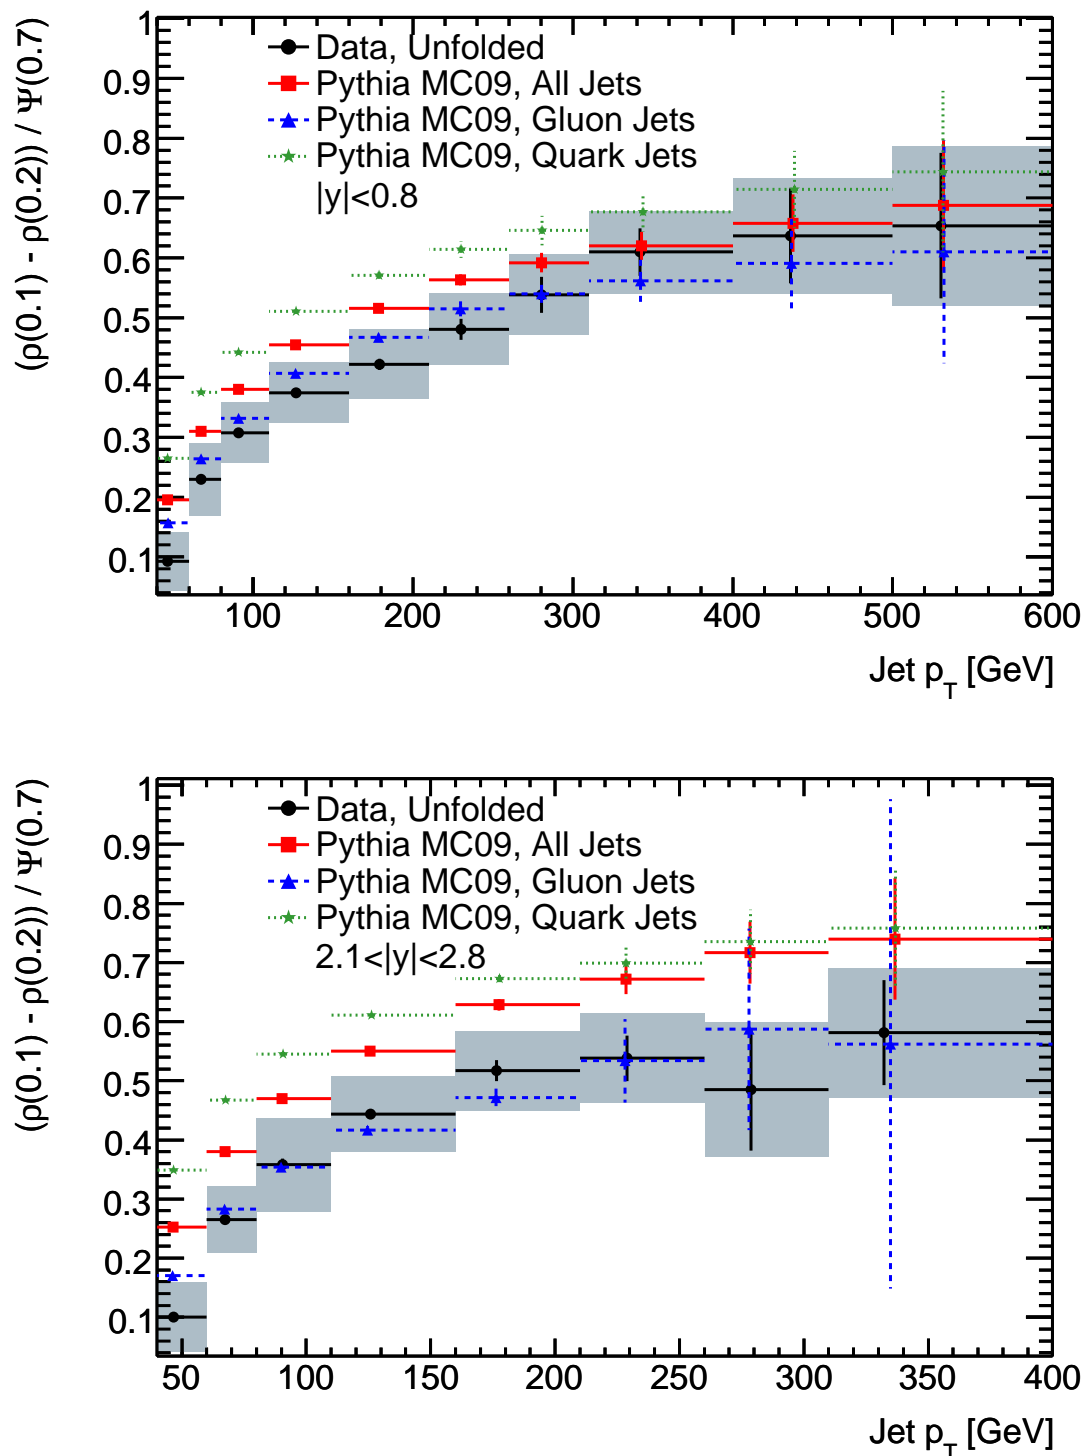 (ρ(0.1) - ρ(0.2)) / Ψ(0.7)
1
0.9
0.8
0.7
0.6
0.5
0.4
0.3
0.2
0.1
Data, Unfolded
Pythia MC09, All Jets
Pythia MC09, Gluon Jets
Pythia MC09, Quark Jets
|y|<0.8
100 200 300 400 500 600
Jet p_T [GeV]
(ρ(0.1) - ρ(0.2)) / Ψ(0.7)
1
0.9
0.8
0.7
0.6
0.5
0.4
0.3
0.2
0.1
Data, Unfolded
Pythia MC09, All Jets
Pythia MC09, Gluon Jets
Pythia MC09, Quark Jets
2.1<|y|<2.8
50 100 150 200 250 300 350 400
Jet p_T [GeV]